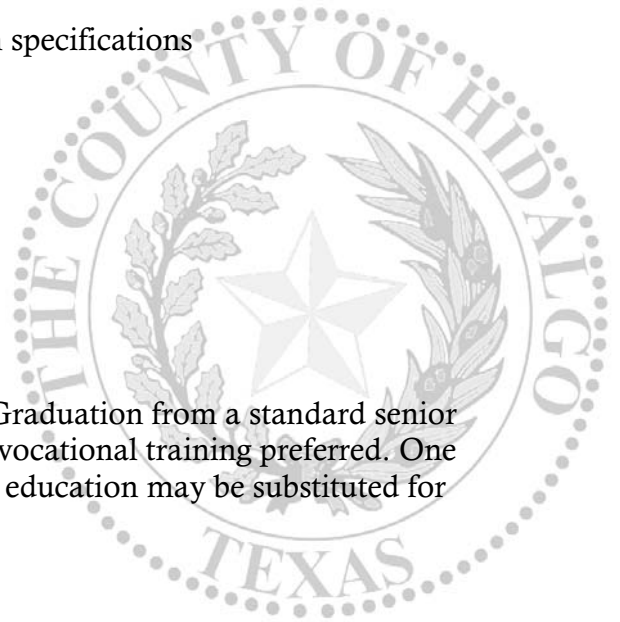 specifications
THE COUNTY OF HIDALGO
Graduation from a standard senior
vocational training preferred. One
education may be substituted for
TEXAS